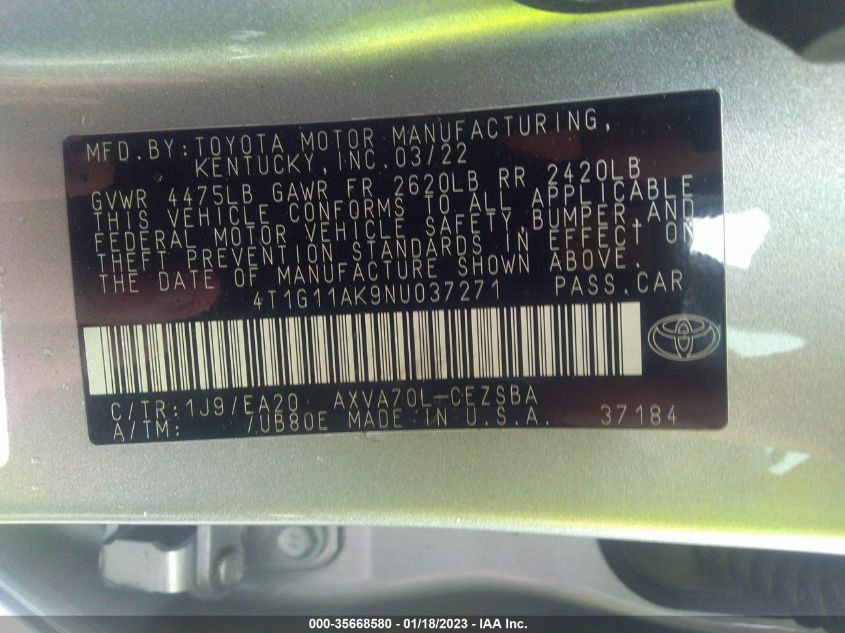 MFD.BY:TOYOTA MOTOR MANUFACTURING,
KENTUCKY,INC.03/22
GVWR 4475LB GAWR FR 2620LB RR 2420LB
THIS VEHICLE CONFORMS TO ALL APPLICABLE
FEDERAL MOTOR VEHICLE SAFETY,BUMPER,AND
THEFT PREVENTION STANDARDS IN EFFECT ON
THE DATE OF MANUFACTURE SHOWN ABOVE.
4T1G11AK9NU037271 PASS.CAR
C/TR:1J9/EA20 AXVA70L-CEZSBA
A/TM: /UB80E MADE IN U.S.A. 37184
000-35668580 - 01/18/2023 - IAA Inc.